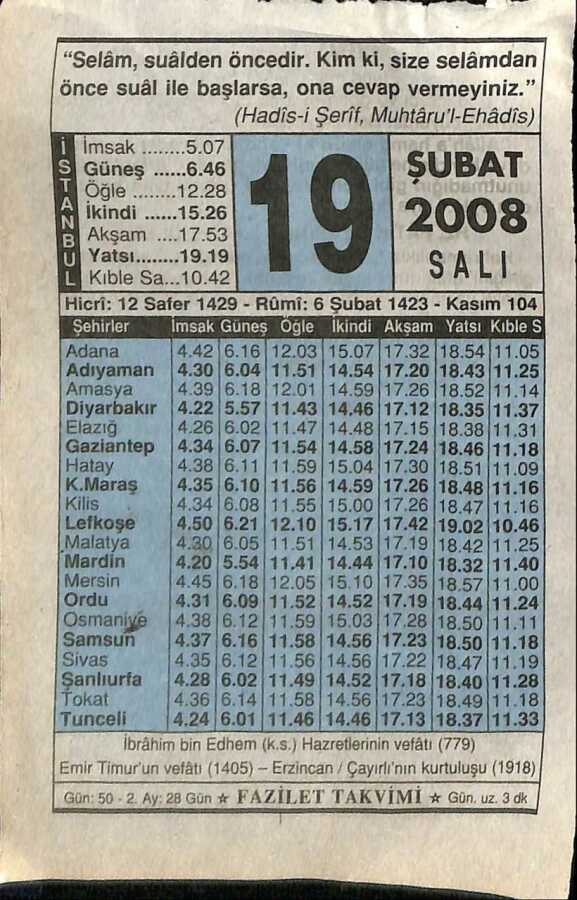 “Selâm, suâlden öncedir. Kim ki, size selâmdan
önce suâl ile başlarsa, ona cevap vermeyiniz.”
(Hadîs-i Şerîf, Muhtâru'l-Ehâdîs)
İSTANBUL
İmsak ........5.07
Güneş ......6.46
Öğle ........12.28
İkindi ......15.26
Akşam ....17.53
Yatsı........19.19
Kıble Sa...10.42
19
ŞUBAT
2008
SALI
Hicrî: 12 Safer 1429 - Rûmî: 6 Şubat 1423 - Kasım 104
Şehirler İmsak Güneş Öğle İkindi Akşam Yatsı Kıble S
Adana 4.42 6.16 12.03 15.07 17.32 18.54 11.05
Adıyaman 4.30 6.04 11.51 14.54 17.20 18.43 11.25
Amasya 4.39 6.18 12.01 14.59 17.26 18.52 11.14
Diyarbakır 4.22 5.57 11.43 14.46 17.12 18.35 11.37
Elazığ 4.26 6.02 11.47 14.48 17.15 18.38 11.31
Gaziantep 4.34 6.07 11.54 14.58 17.24 18.46 11.18
Hatay 4.38 6.11 11.59 15.04 17.30 18.51 11.09
K.Maraş 4.35 6.10 11.56 14.59 17.26 18.48 11.16
Kilis 4.34 6.08 11.55 15.00 17.26 18.47 11.16
Lefkoşe 4.50 6.21 12.10 15.17 17.42 19.02 10.46
Malatya 4.30 6.05 11.51 14.53 17.19 18.42 11.25
Mardin 4.20 5.54 11.41 14.44 17.10 18.32 11.40
Mersin 4.45 6.18 12.05 15.10 17.35 18.57 11.00
Ordu 4.31 6.09 11.52 14.52 17.19 18.44 11.24
Osmaniye 4.38 6.12 11.59 15.03 17.28 18.50 11.11
Samsun 4.37 6.16 11.58 14.56 17.23 18.50 11.18
Sivas 4.35 6.12 11.56 14.56 17.22 18.47 11.19
Şanlıurfa 4.28 6.02 11.49 14.52 17.18 18.40 11.28
Tokat 4.36 6.14 11.58 14.56 17.23 18.49 11.18
Tunceli 4.24 6.01 11.46 14.46 17.13 18.37 11.33
İbrâhim bin Edhem (k.s.) Hazretlerinin vefâtı (779)
Emir Timur'un vefâtı (1405) – Erzincan / Çayırlı'nın kurtuluşu (1918)
Gün: 50 - 2. Ay: 28 Gün ★ FAZİLET TAKVİMİ ★ Gün. uz. 3 dk